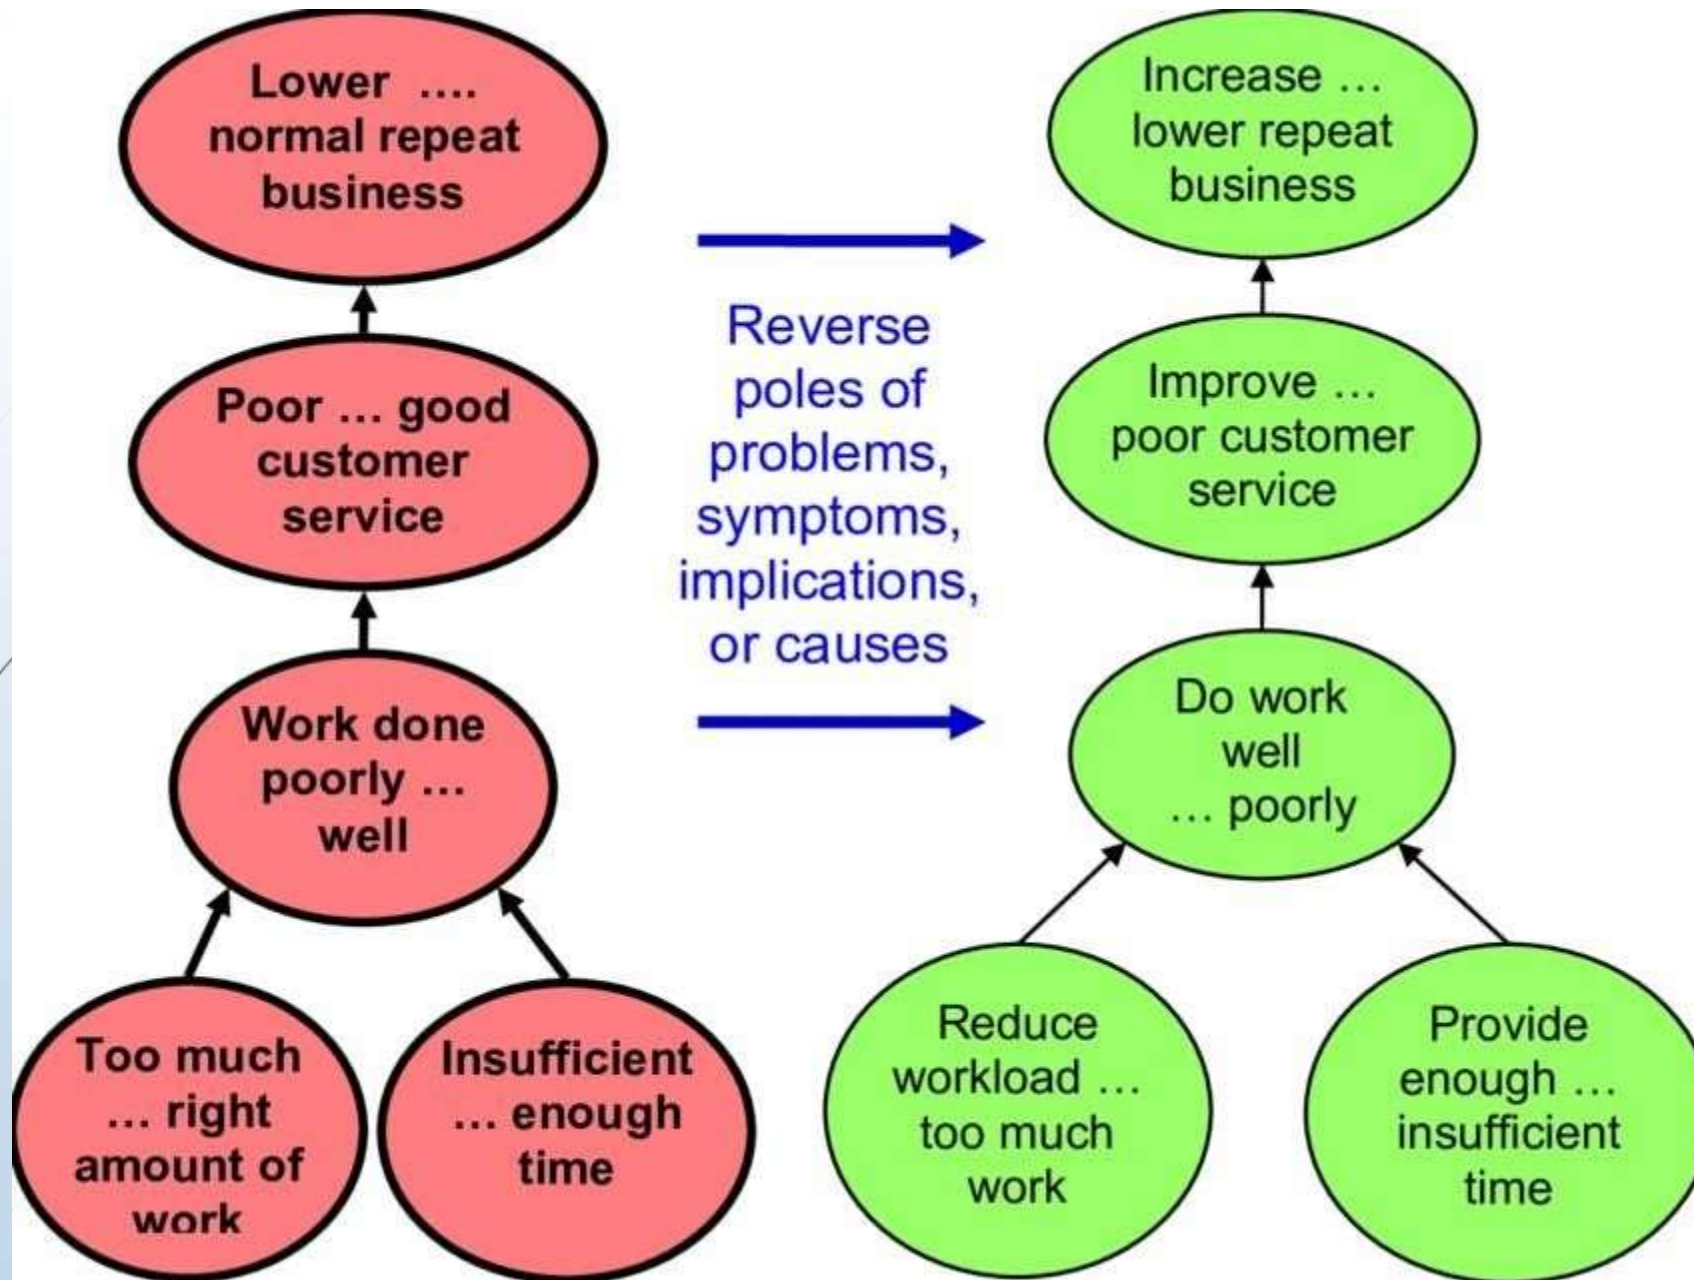 Lower ....
normal repeat
business
Poor ... good
customer
service
Work done
poorly ...
well
Too much
... right
amount of
work
Insufficient
... enough
time
Reverse
poles of
problems,
symptoms,
implications,
or causes
Increase ...
lower repeat
business
Improve ...
poor customer
service
Do work
well
... poorly
Reduce
workload ...
too much
work
Provide
enough ...
insufficient
time